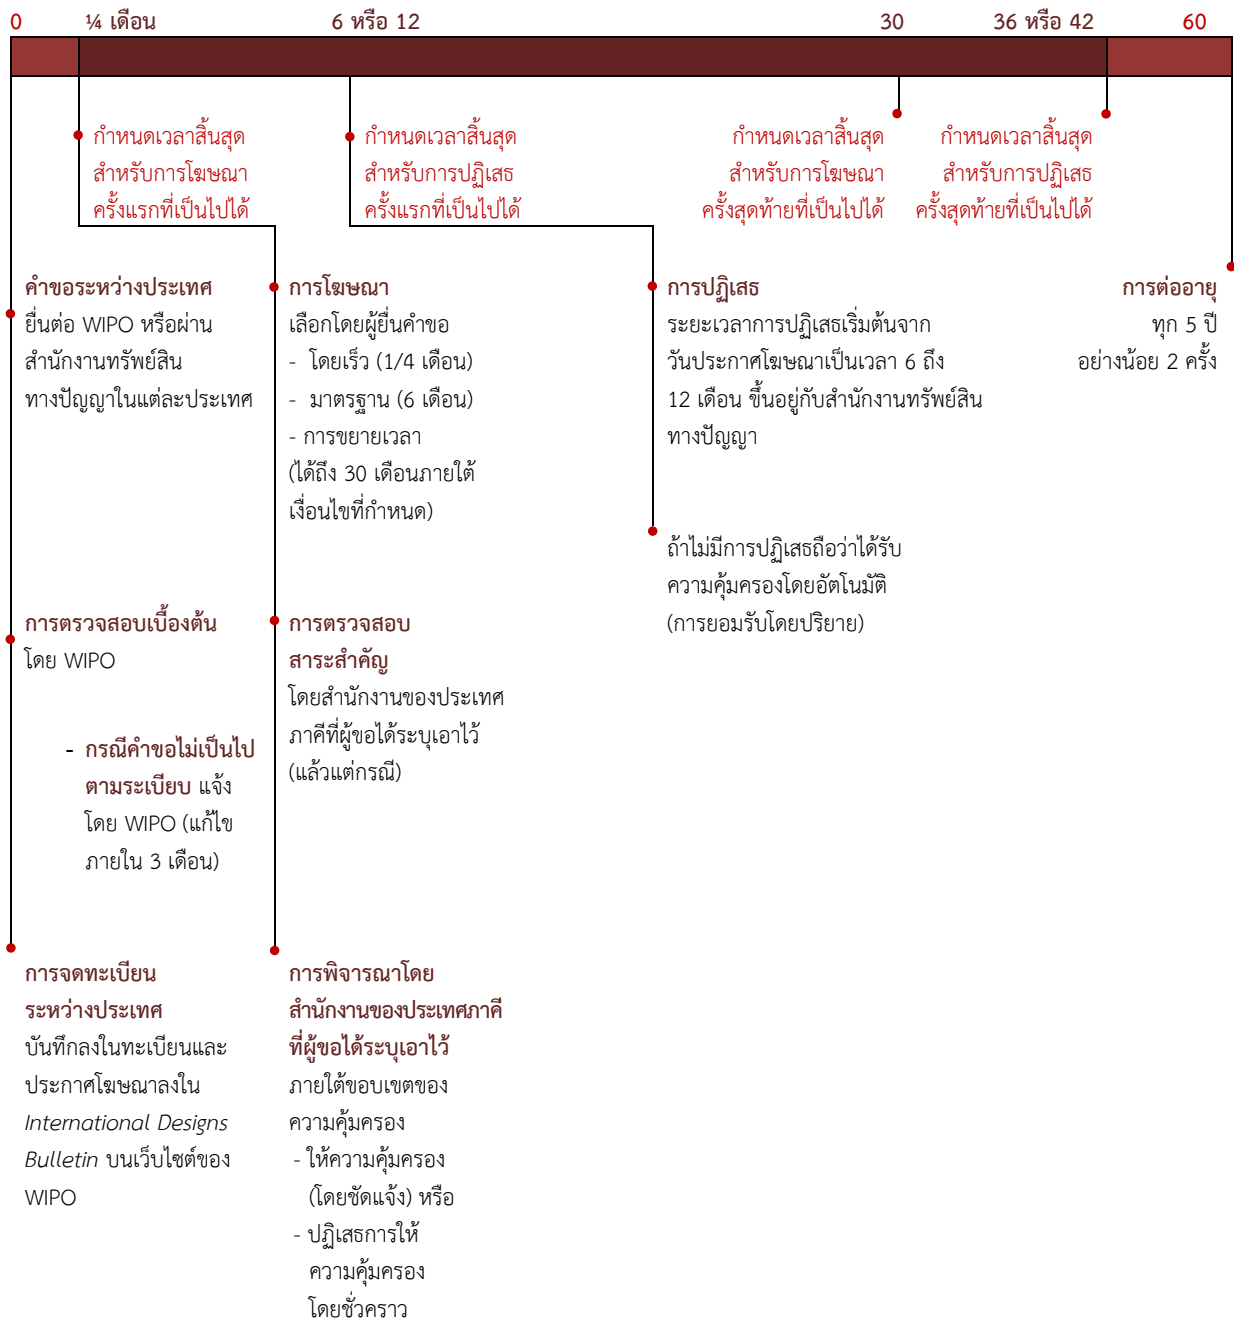 0 ¼ เดือน 6 หรือ 12 30 36 หรือ 42 60
กำหนดเวลาสิ้นสุด
สำหรับการโฆษณา
ครั้งแรกที่เป็นไปได้
กำหนดเวลาสิ้นสุด
สำหรับการปฏิเสธ
ครั้งแรกที่เป็นไปได้
กำหนดเวลาสิ้นสุด
สำหรับการโฆษณา
ครั้งสุดท้ายที่เป็นไปได้
กำหนดเวลาสิ้นสุด
สำหรับการปฏิเสธ
ครั้งสุดท้ายที่เป็นไปได้
คำขอระหว่างประเทศ
ยื่นต่อ WIPO หรือผ่าน
สำนักงานทรัพย์สิน
ทางปัญญาในแต่ละประเทศ
การตรวจสอบเบื้องต้น
โดย WIPO
- กรณีคำขอไม่เป็นไป
ตามระเบียบ แจ้ง
โดย WIPO (แก้ไข
ภายใน 3 เดือน)
การจดทะเบียน
ระหว่างประเทศ
บันทึกลงในทะเบียนและ
ประกาศโฆษณาลงใน
International Designs
Bulletin บนเว็บไซต์ของ
WIPO
การโฆษณา
เลือกโดยผู้ยื่นคำขอ
- โดยเร็ว (1/4 เดือน)
- มาตรฐาน (6 เดือน)
- การขยายเวลา
(ได้ถึง 30 เดือนภายใต้
เงื่อนไขที่กำหนด)
การตรวจสอบ
สาระสำคัญ
โดยสำนักงานของประเทศ
ภาคีที่ผู้ขอได้ระบุเอาไว้
(แล้วแต่กรณี)
การพิจารณาโดย
สำนักงานของประเทศภาคี
ที่ผู้ขอได้ระบุเอาไว้
ภายใต้ขอบเขตของ
ความคุ้มครอง
- ให้ความคุ้มครอง
(โดยชัดแจ้ง) หรือ
- ปฏิเสธการให้
ความคุ้มครอง
โดยชั่วคราว
การปฏิเสธ
ระยะเวลาการปฏิเสธเริ่มต้นจาก
วันประกาศโฆษณาเป็นเวลา 6 ถึง
12 เดือน ขึ้นอยู่กับสำนักงานทรัพย์สิน
ทางปัญญา
ถ้าไม่มีการปฏิเสธถือว่าได้รับ
ความคุ้มครองโดยอัตโนมัติ
(การยอมรับโดยปริยาย)
การต่ออายุ
ทุก 5 ปี
อย่างน้อย 2 ครั้ง